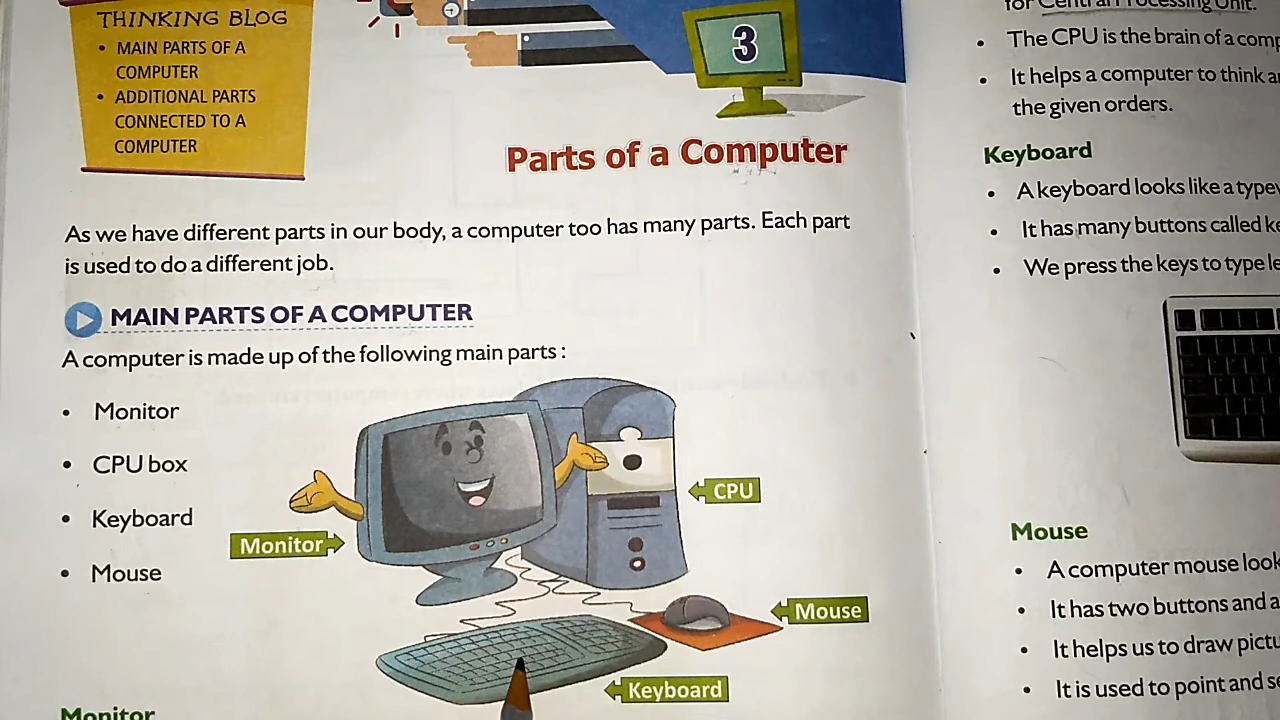 THINKING BLOG
• MAIN PARTS OF A
COMPUTER
• ADDITIONAL PARTS
CONNECTED TO A
COMPUTER
3
Parts of a Computer
As we have different parts in our body, a computer too has many parts. Each part
is used to do a different job.
MAIN PARTS OF A COMPUTER
A computer is made up of the following main parts :
• Monitor
• CPU box
• Keyboard
• Mouse
Monitor
CPU
Mouse
Keyboard
Monitor
for Central Processing Unit.
• The CPU is the brain of a
• It helps a computer to think
the given orders.
Keyboard
• A keyboard looks like a
• It has many buttons called
• We press the keys to type
Mouse
• A computer mouse
• It has two buttons and
• It helps us to draw
• It is used to point and